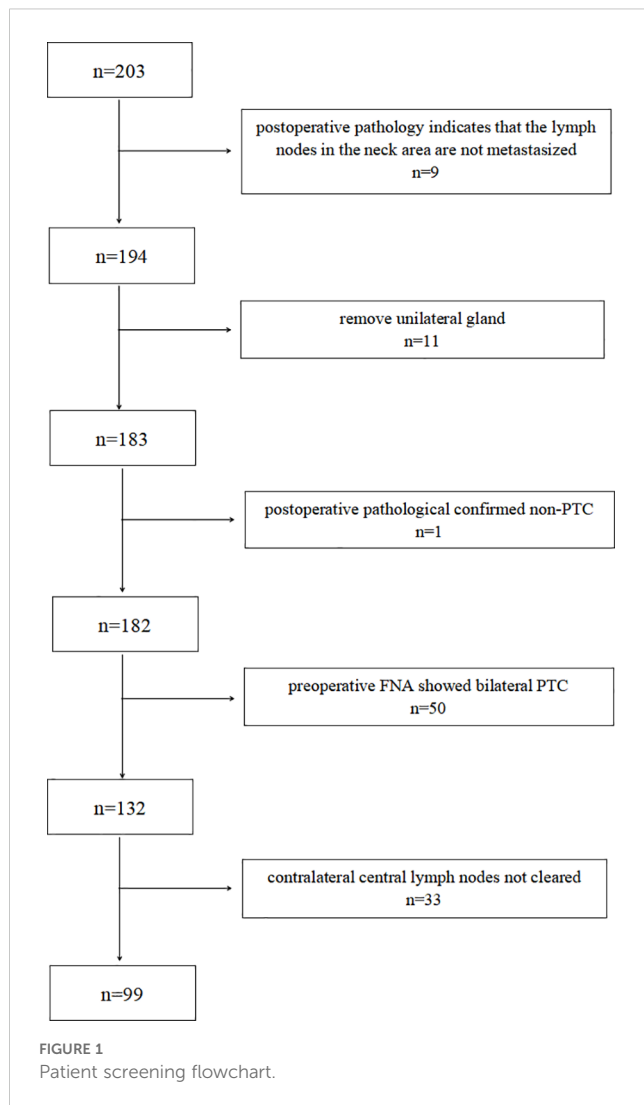 n=203
postoperative pathology indicates that the lymph
nodes in the neck area are not metastasized
n=9
n=194
remove unilateral gland
n=11
n=183
postoperative pathological confirmed non-PTC
n=1
n=182
preoperative FNA showed bilateral PTC
n=50
n=132
contralateral central lymph nodes not cleared
n=33
n=99
FIGURE 1
Patient screening flowchart.